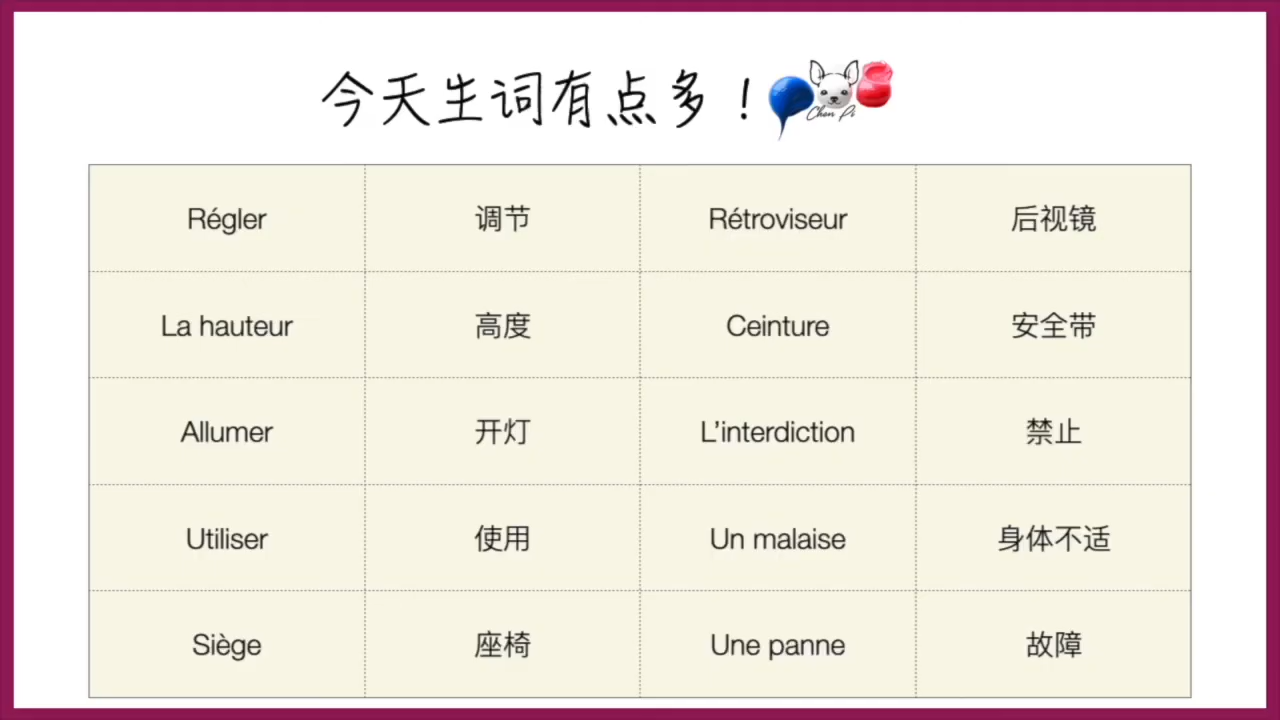 今天生词有点多！
Chen Pi
Régler 调节 Rétroviseur 后视镜
La hauteur 高度 Ceinture 安全带
Allumer 开灯 L’interdiction 禁止
Utiliser 使用 Un malaise 身体不适
Siège 座椅 Une panne 故障